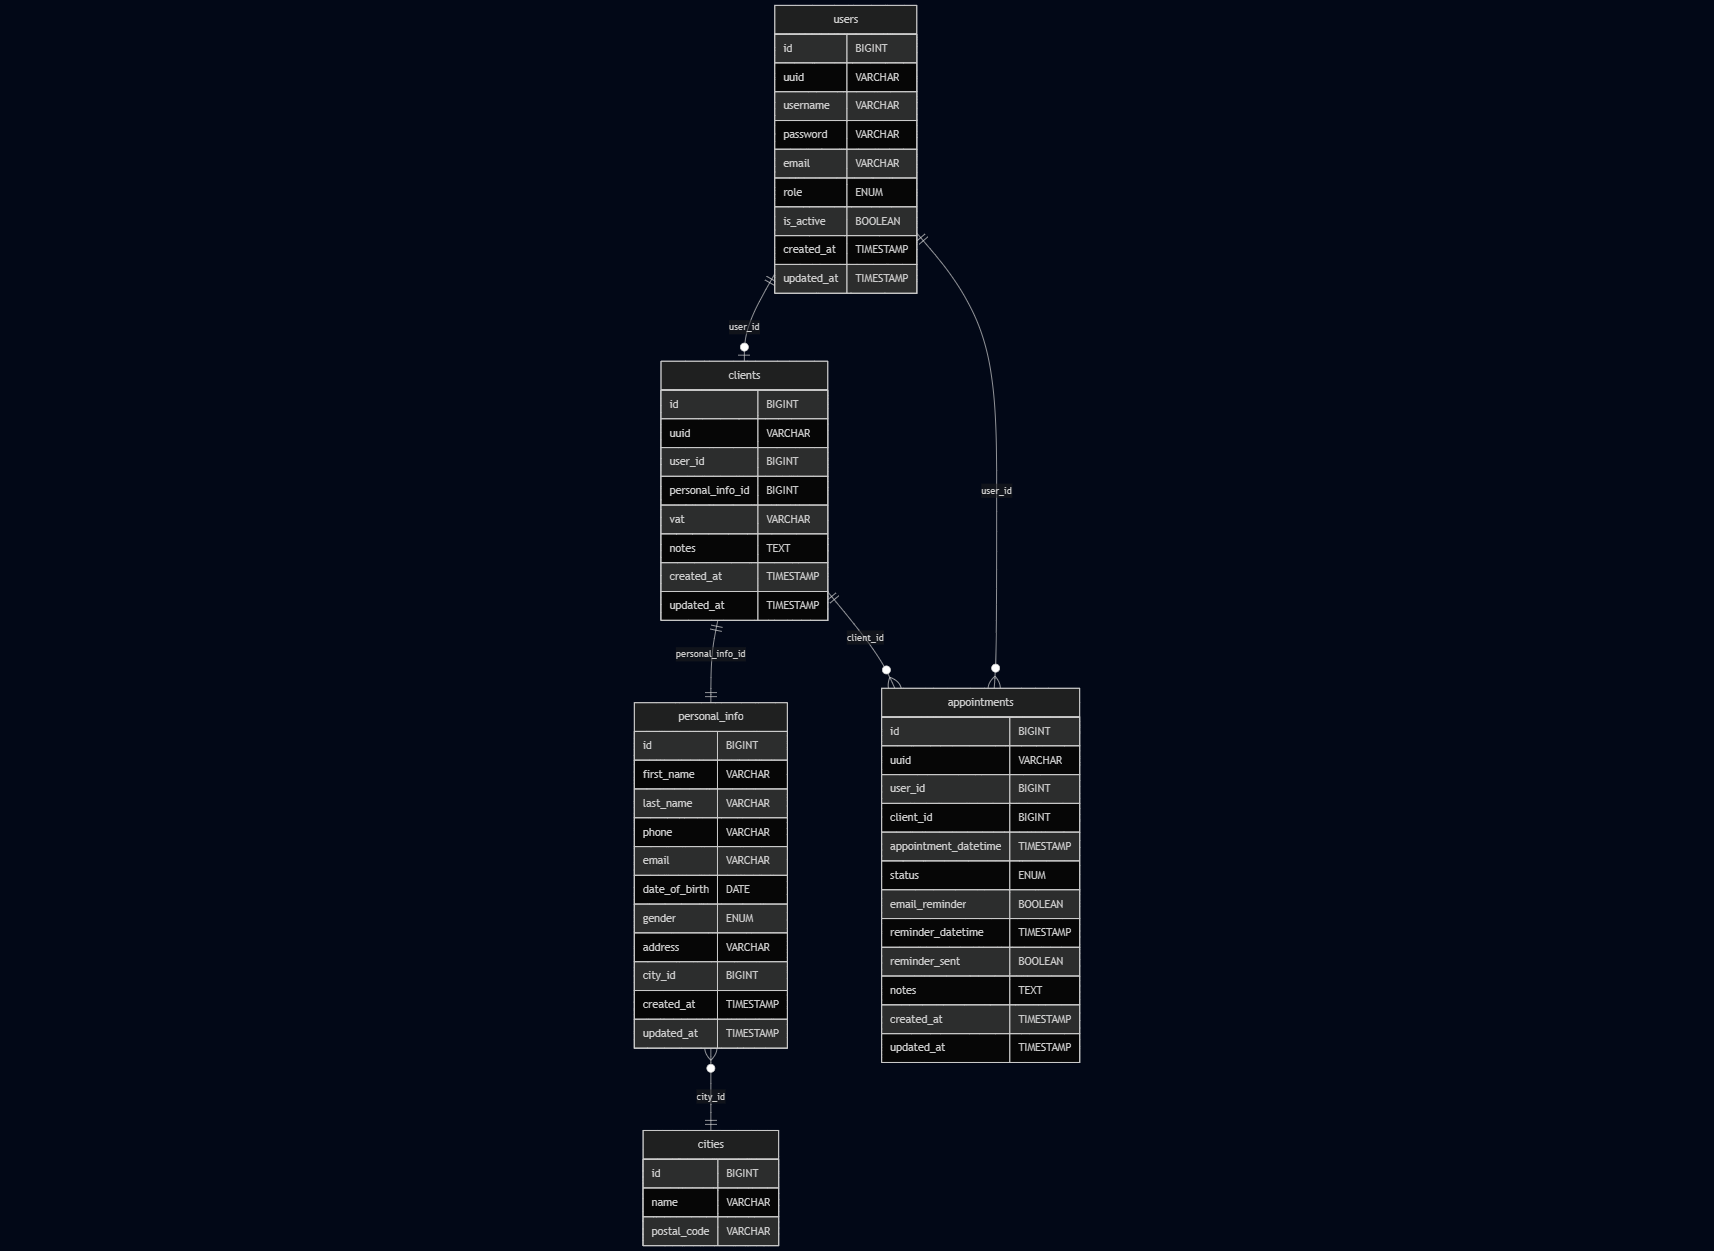 users
id BIGINT
uuid VARCHAR
username VARCHAR
password VARCHAR
email VARCHAR
role ENUM
is_active BOOLEAN
created_at TIMESTAMP
updated_at TIMESTAMP
user_id
clients
id BIGINT
uuid VARCHAR
user_id BIGINT
personal_info_id BIGINT
vat VARCHAR
notes TEXT
created_at TIMESTAMP
updated_at TIMESTAMP
user_id
client_id
personal_info_id
personal_info
id BIGINT
first_name VARCHAR
last_name VARCHAR
phone VARCHAR
email VARCHAR
date_of_birth DATE
gender ENUM
address VARCHAR
city_id BIGINT
created_at TIMESTAMP
updated_at TIMESTAMP
appointments
id BIGINT
uuid VARCHAR
user_id BIGINT
client_id BIGINT
appointment_datetime TIMESTAMP
status ENUM
email_reminder BOOLEAN
reminder_datetime TIMESTAMP
reminder_sent BOOLEAN
notes TEXT
created_at TIMESTAMP
updated_at TIMESTAMP
city_id
cities
id BIGINT
name VARCHAR
postal_code VARCHAR